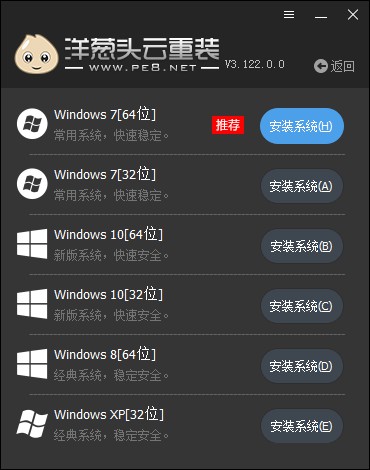 洋葱头云重装
WWW.PE8.NET
V3.122.0.0
返回
Windows 7[64位]
常用系统，快速稳定。
推荐
安装系统(H)
Windows 7[32位]
常用系统，快速稳定。
安装系统(A)
Windows 10[64位]
新版系统，快速安全。
安装系统(B)
Windows 10[32位]
新版系统，快速安全。
安装系统(C)
Windows 8[64位]
经典系统，稳定安全。
安装系统(D)
Windows XP[32位]
经典系统，稳定安全。
安装系统(E)